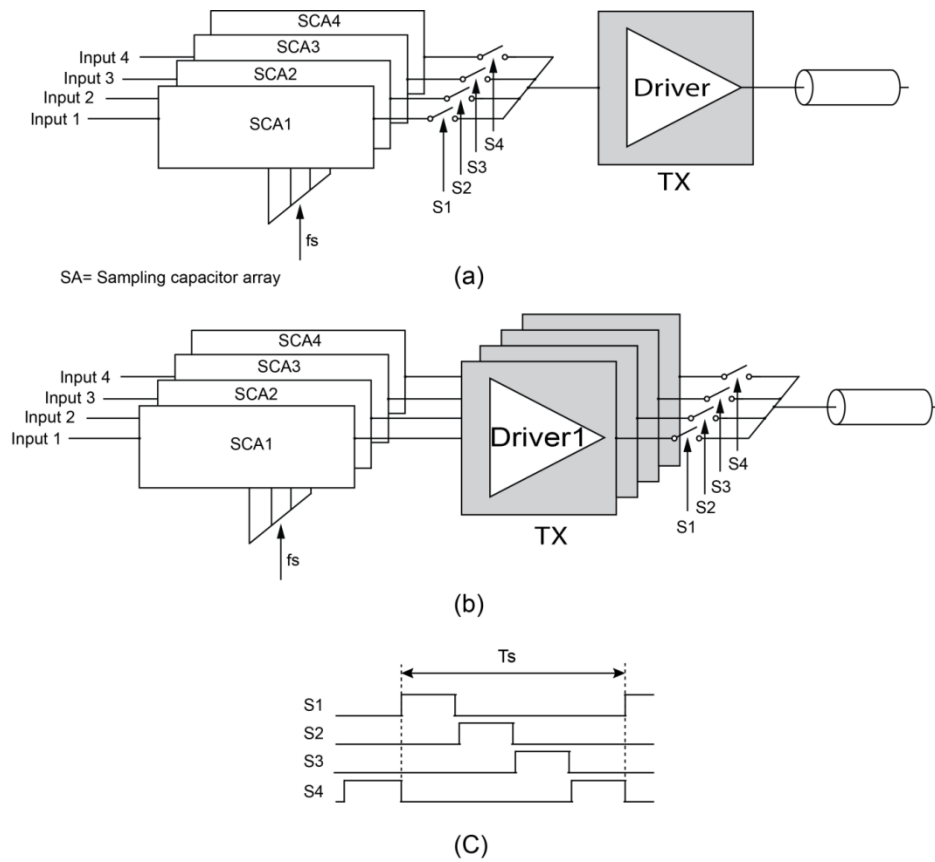 SCA4
SCA3
SCA2
SCA1
Input 4
Input 3
Input 2
Input 1
S4
S3
S2
S1
fs
Driver
TX
SA= Sampling capacitor array
(a)
SCA4
SCA3
SCA2
SCA1
Input 4
Input 3
Input 2
Input 1
fs
Driver1
TX
S4
S3
S2
S1
(b)
Ts
S1
S2
S3
S4
(C)